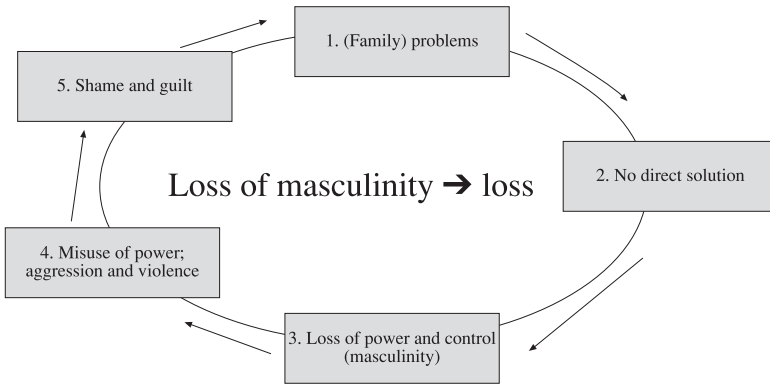 1. (Family) problems
5. Shame and guilt
2. No direct solution
Loss of masculinity ➔ loss
4. Misuse of power;
aggression and violence
3. Loss of power and control
(masculinity)